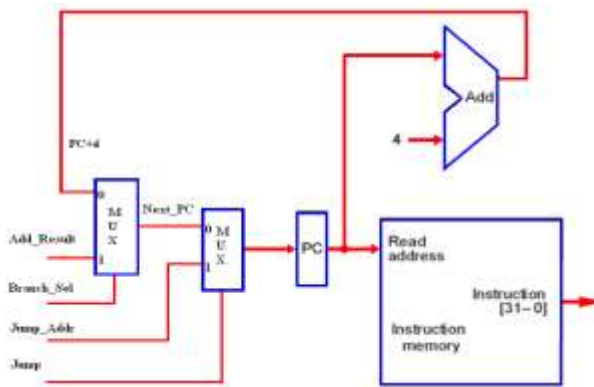 Add
4
PC+4
0
M
U
X
1
Next_PC
0
M
U
X
1
Add_Result
Branch_Sel
Jump_Addr
Jump
PC
Read
address
Instruction
[31– 0]
Instruction
memory